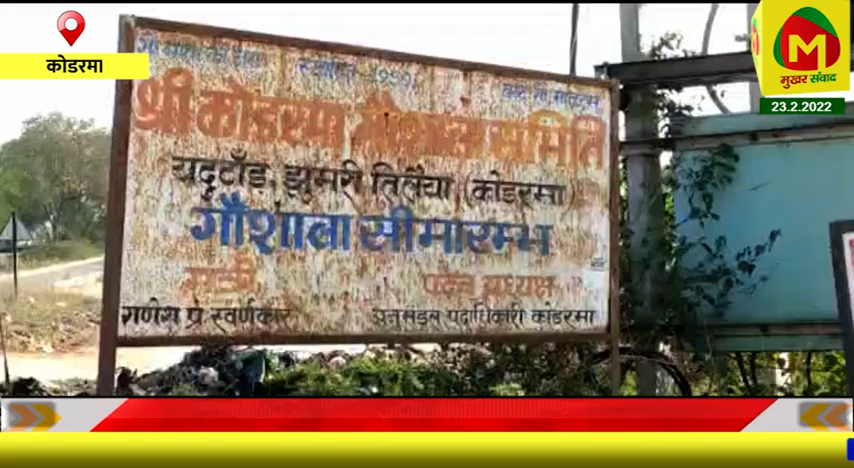 कोडरमा
M
मुखर संवाद
23.2.2022
स्थापित
श्री कोडरमा गौशाला समिति
यदुटाँड़, झुमरी तिलैया (कोडरमा)
गौशाला सीमारम्भ
मंत्री पदेन अध्यक्ष
गणेश प्र. स्वर्णकार अनुमंडल पदाधिकारी कोडरमा